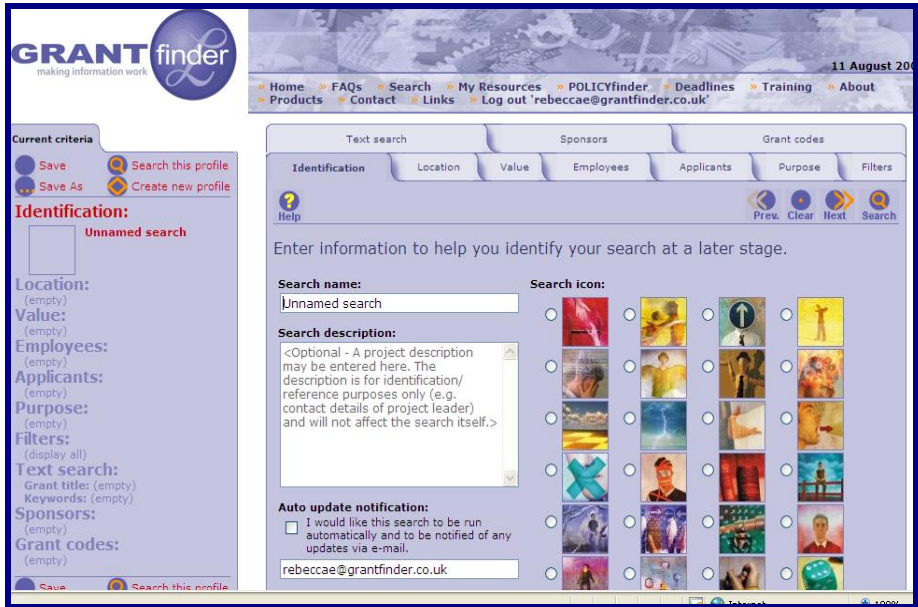 GRANT finder
making information work
11 August 200
» Home » FAQs » Search » My Resources » POLICYfinder » Deadlines » Training » About
» Products » Contact » Links » Log out 'rebeccae@grantfinder.co.uk'
Current criteria
Save
Search this profile
Save As
Create new profile
Identification:
Unnamed search
Location:
(empty)
Value:
(empty)
Employees:
(empty)
Applicants:
(empty)
Purpose:
(empty)
Filters:
(display all)
Text search:
Grant title: (empty)
Keywords: (empty)
Sponsors:
(empty)
Grant codes:
(empty)
Save
Search this profile
Text search
Sponsors
Grant codes
Identification
Location
Value
Employees
Applicants
Purpose
Filters
Help
Prev.
Clear
Next
Search
Enter information to help you identify your search at a later stage.
Search name:
Unnamed search
Search description:
<Optional - A project description
may be entered here. The
description is for identification/
reference purposes only (e.g.
contact details of project leader)
and will not affect the search itself.>
Auto update notification:
I would like this search to be run
automatically and to be notified of any
updates via e-mail.
rebeccae@grantfinder.co.uk
Search icon:
Internet
100%